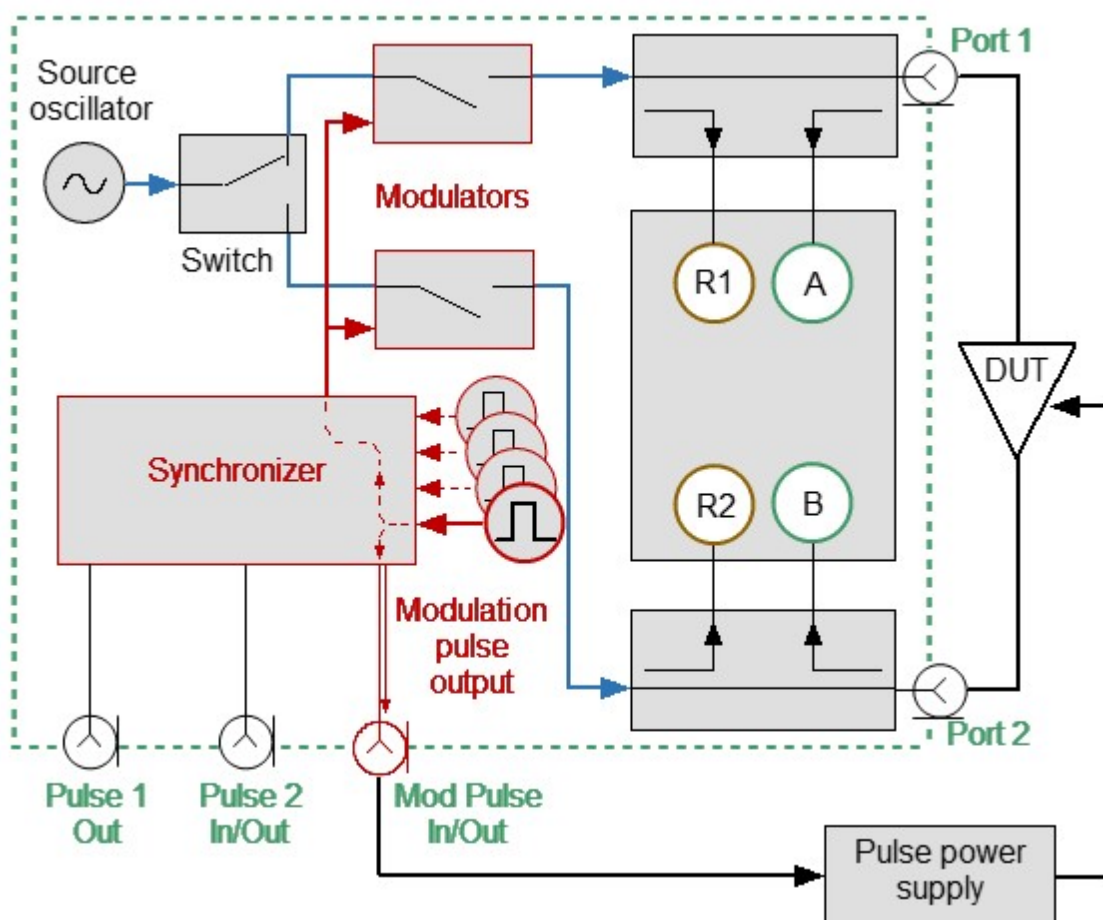 Port 1
Source
oscillator
Modulators
Switch
R1
A
DUT
Synchronizer
R2
B
Modulation
pulse
output
Port 2
Pulse 1
Out
Pulse 2
In/Out
Mod Pulse
In/Out
Pulse power
supply